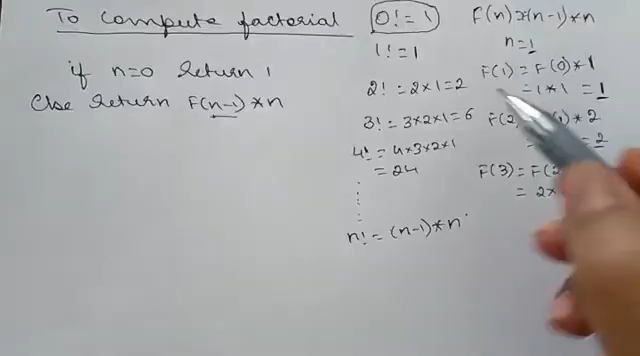 To compute factorial
if n=0 return 1
Else return F(n-1)*n
0! = 1
1! = 1
2! = 2×1=2
3! = 3×2×1=6
4! = 4×3×2×1
= 24
n! = (n-1)*n
F(n)=(n-1)*n
n=1
F(1) = F(0)*1
= 1*1 = 1
F(2) 1)*2
= 2
F(3) = F(2
= 2×